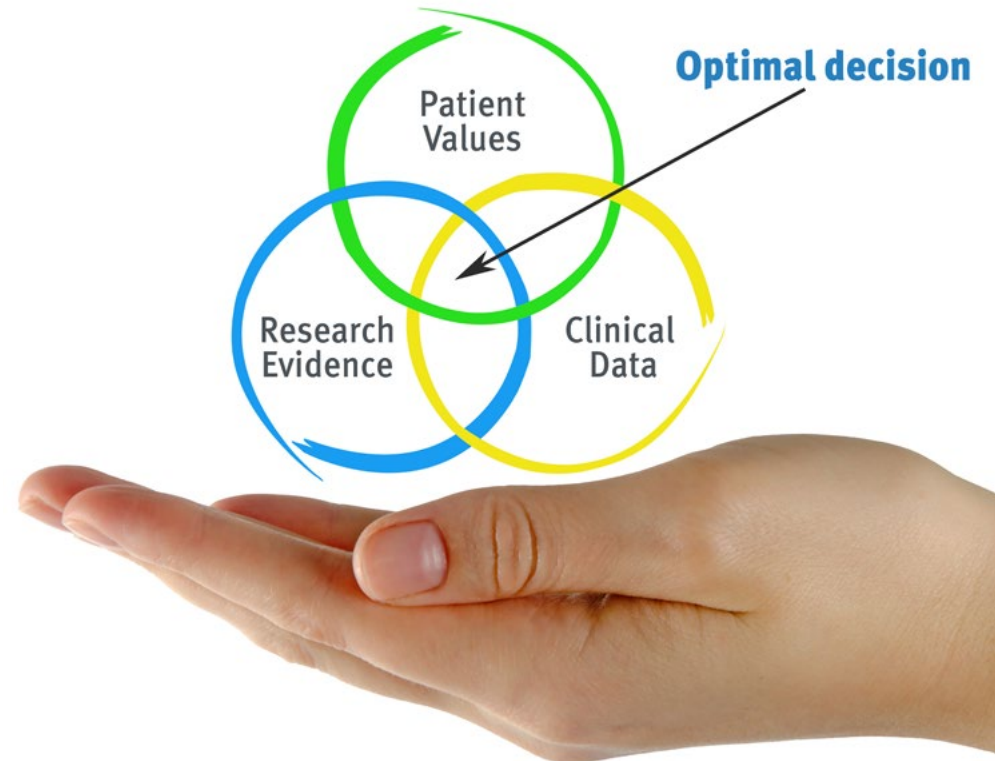 Optimal decision
Patient
Values
Research
Evidence
Clinical
Data